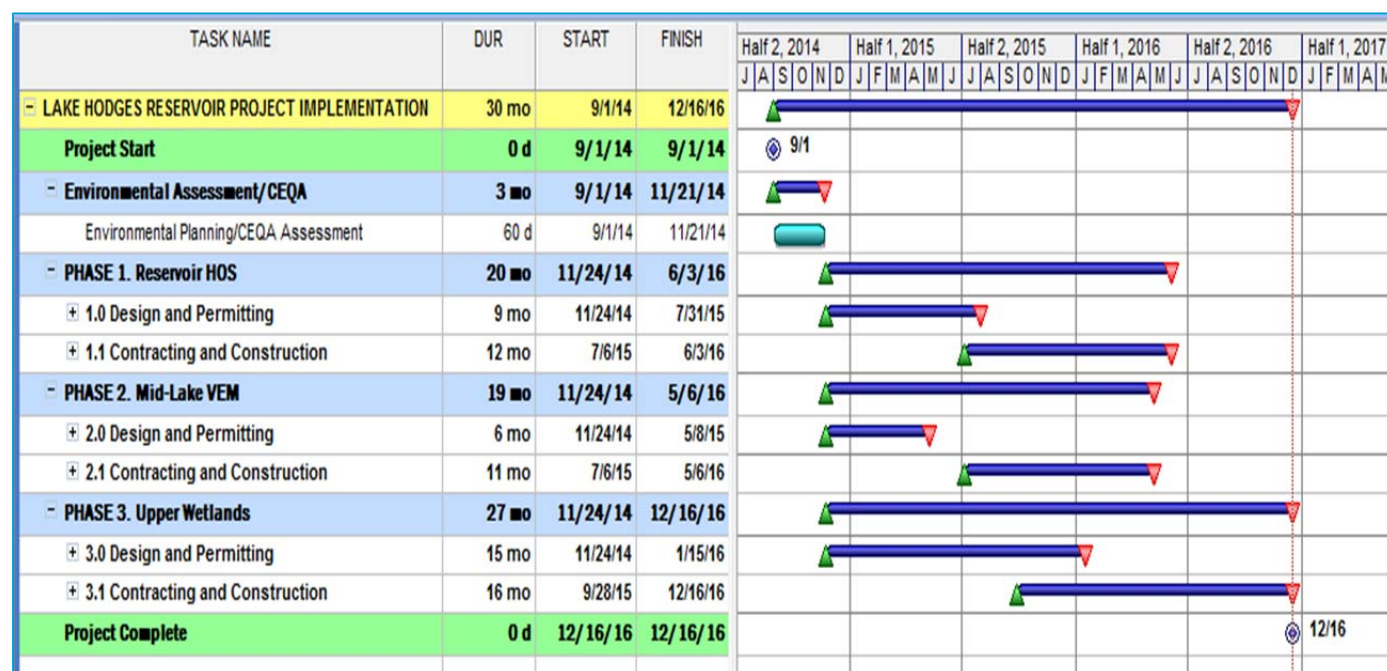 TASK NAME DUR START FINISH Half 2, 2014 Half 1, 2015 Half 2, 2015 Half 1, 2016 Half 2, 2016 Half 1, 2017
J A S O N D J F M A M J J A S O N D J F M A M J J A S O N D J F M A M
LAKE HODGES RESERVOIR PROJECT IMPLEMENTATION 30 mo 9/1/14 12/16/16
Project Start 0 d 9/1/14 9/1/14 9/1
Environmental Assessment/CEQA 3 mo 9/1/14 11/21/14
Environmental Planning/CEQA Assessment 60 d 9/1/14 11/21/14
PHASE 1. Reservoir HOS 20 mo 11/24/14 6/3/16
1.0 Design and Permitting 9 mo 11/24/14 7/31/15
1.1 Contracting and Construction 12 mo 7/6/15 6/3/16
PHASE 2. Mid-Lake VEM 19 mo 11/24/14 5/6/16
2.0 Design and Permitting 6 mo 11/24/14 5/8/15
2.1 Contracting and Construction 11 mo 7/6/15 5/6/16
PHASE 3. Upper Wetlands 27 mo 11/24/14 12/16/16
3.0 Design and Permitting 15 mo 11/24/14 1/15/16
3.1 Contracting and Construction 16 mo 9/28/15 12/16/16
Project Complete 0 d 12/16/16 12/16/16 12/16